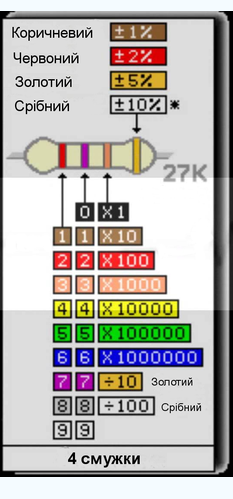 Коричневий ±1%
Червоний ±2%
Золотий ±5%
Срібний ±10% *
27K
0 X1
1 1 X10
2 2 X100
3 3 X1000
4 4 X10000
5 5 X100000
6 6 X1000000
7 7 ÷10 Золотий
8 8 ÷100 Срібний
9 9
4 смужки